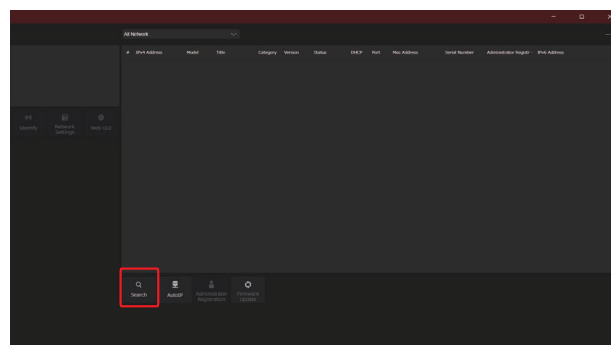 All Network
# IPv4 Address Model Title Category Version Status DHCP Port Mac Address Serial Number Administrator Registr IPv6 Address
Identify
Network
Settings
Web GUI
Search
AutoIP
Administrator
Registration
Firmware
Update